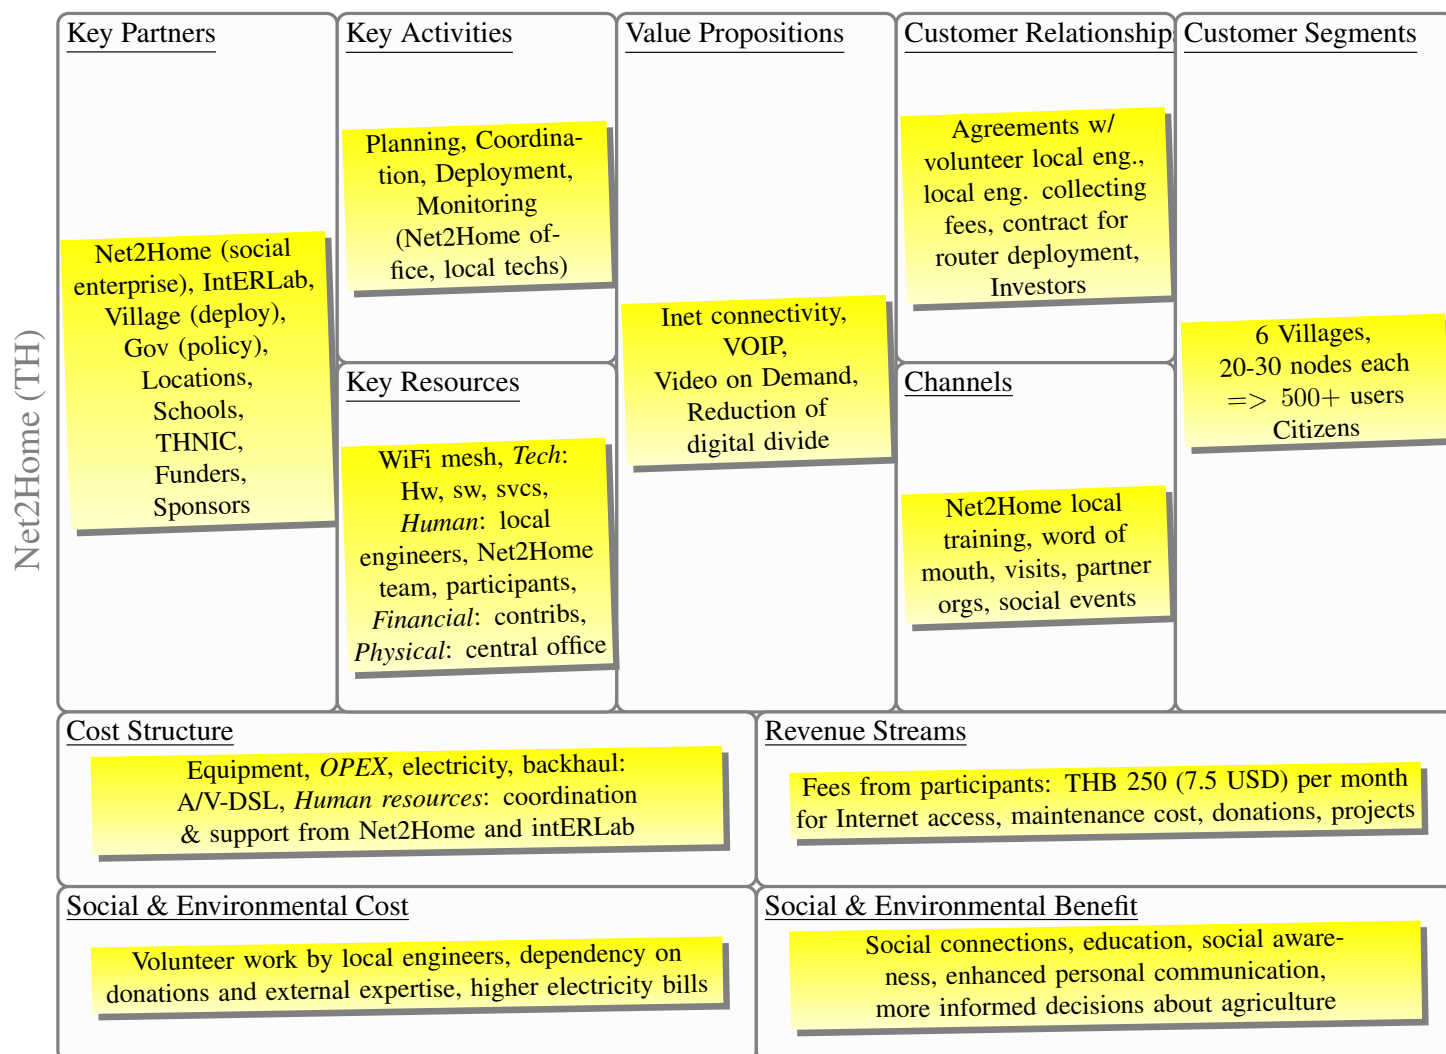 Net2Home (TH)
Key Partners
Net2Home (social
enterprise), IntERLab,
Village (deploy),
Gov (policy),
Locations,
Schools,
THNIC,
Funders,
Sponsors
Key Activities
Planning, Coordina-
tion, Deployment,
Monitoring
(Net2Home of-
fice, local techs)
Key Resources
WiFi mesh, Tech:
Hw, sw, svcs,
Human: local
engineers, Net2Home
team, participants,
Financial: contribs,
Physical: central office
Value Propositions
Inet connectivity,
VOIP,
Video on Demand,
Reduction of
digital divide
Customer Relationship
Agreements w/
volunteer local eng.,
local eng. collecting
fees, contract for
router deployment,
Investors
Channels
Net2Home local
training, word of
mouth, visits, partner
orgs, social events
Customer Segments
6 Villages,
20-30 nodes each
=> 500+ users
Citizens
Cost Structure
Equipment, OPEX, electricity, backhaul:
A/V-DSL, Human resources: coordination
& support from Net2Home and intERLab
Revenue Streams
Fees from participants: THB 250 (7.5 USD) per month
for Internet access, maintenance cost, donations, projects
Social & Environmental Cost
Volunteer work by local engineers, dependency on
donations and external expertise, higher electricity bills
Social & Environmental Benefit
Social connections, education, social aware-
ness, enhanced personal communication,
more informed decisions about agriculture